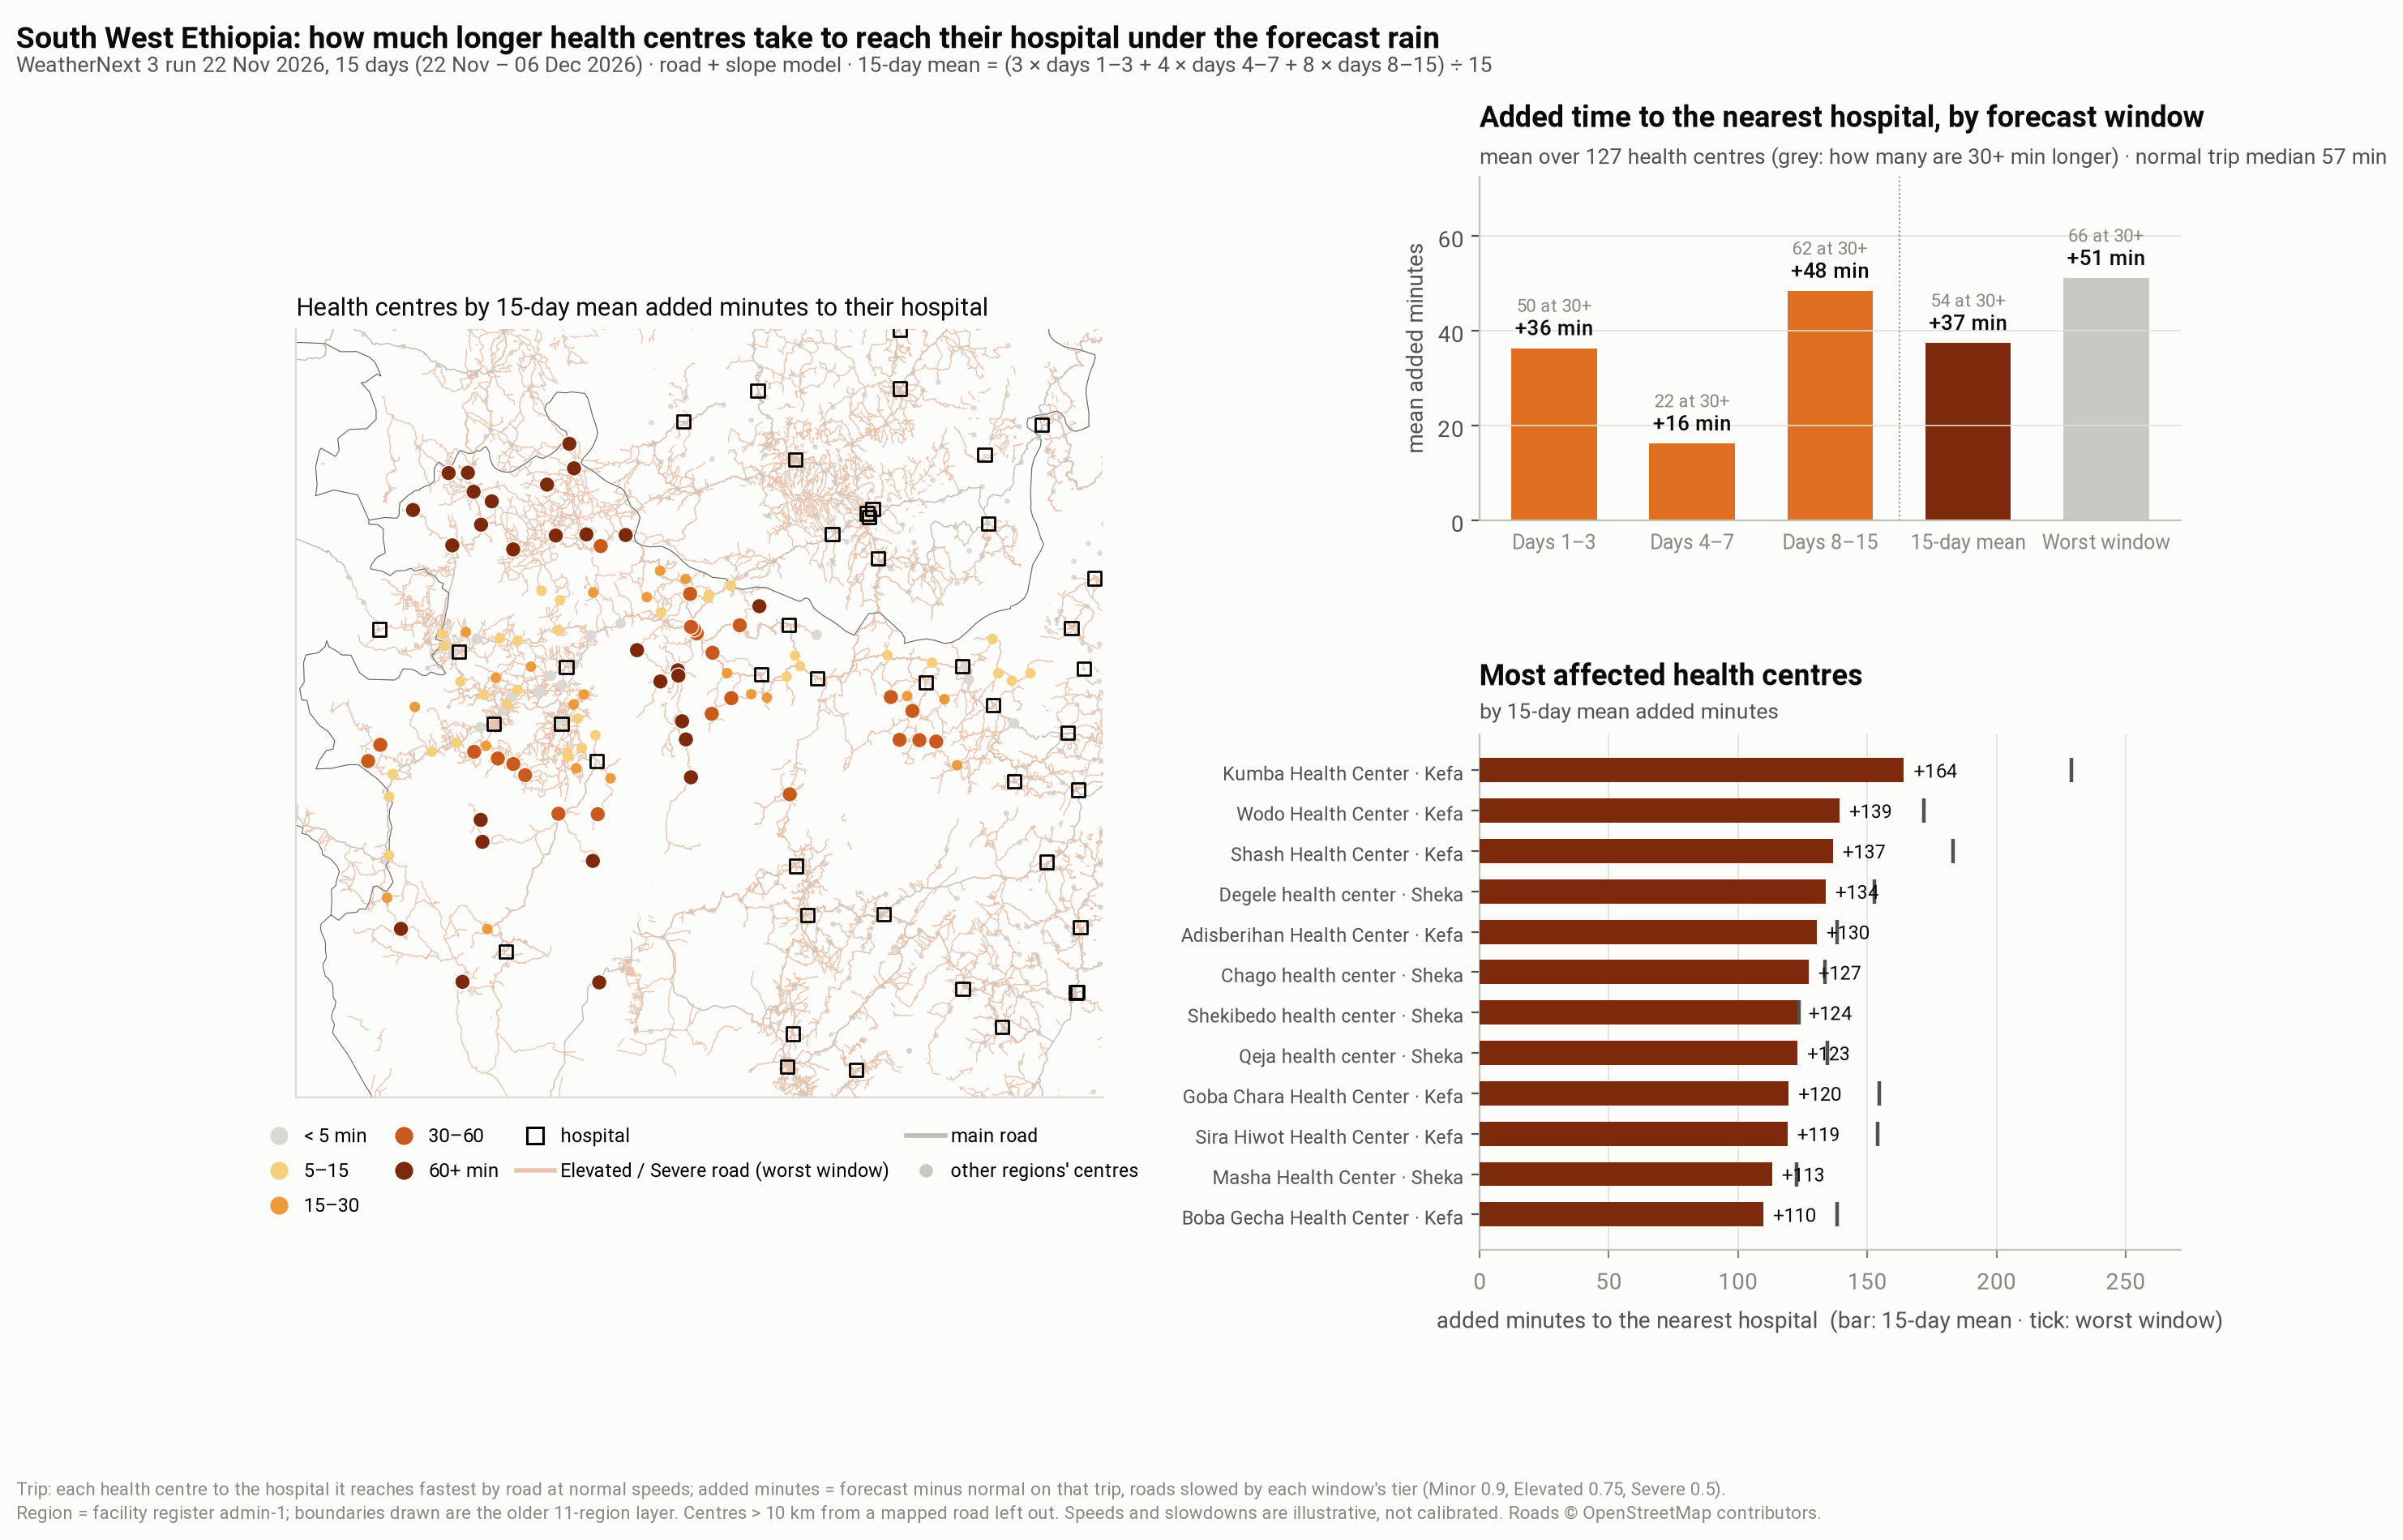 South West Ethiopia: how much longer health centres take to reach their hospital under the forecast rain
WeatherNext 3 run 22 Nov 2026, 15 days (22 Nov – 06 Dec 2026) · road + slope model · 15-day mean = (3 × days 1–3 + 4 × days 4–7 + 8 × days 8–15) ÷ 15
Health centres by 15-day mean added minutes to their hospital
< 5 min
5–15
15–30
30–60
60+ min
hospital
Elevated / Severe road (worst window)
main road
other regions' centres
Added time to the nearest hospital, by forecast window
mean over 127 health centres (grey: how many are 30+ min longer) · normal trip median 57 min
mean added minutes
60
40
20
0
50 at 30+
+36 min
22 at 30+
+16 min
62 at 30+
+48 min
54 at 30+
+37 min
66 at 30+
+51 min
Days 1–3
Days 4–7
Days 8–15
15-day mean
Worst window
Most affected health centres
by 15-day mean added minutes
Kumba Health Center · Kefa +164
Wodo Health Center · Kefa +139
Shash Health Center · Kefa +137
Degele health center · Sheka +134
Adisberihan Health Center · Kefa +130
Chago health center · Sheka +127
Shekibedo health center · Sheka +124
Qeja health center · Sheka +123
Goba Chara Health Center · Kefa +120
Sira Hiwot Health Center · Kefa +119
Masha Health Center · Sheka +113
Boba Gecha Health Center · Kefa +110
0 50 100 150 200 250
added minutes to the nearest hospital (bar: 15-day mean · tick: worst window)
Trip: each health centre to the hospital it reaches fastest by road at normal speeds; added minutes = forecast minus normal on that trip, roads slowed by each window's tier (Minor 0.9, Elevated 0.75, Severe 0.5).
Region = facility register admin-1; boundaries drawn are the older 11-region layer. Centres > 10 km from a mapped road left out. Speeds and slowdowns are illustrative, not calibrated. Roads © OpenStreetMap contributors.